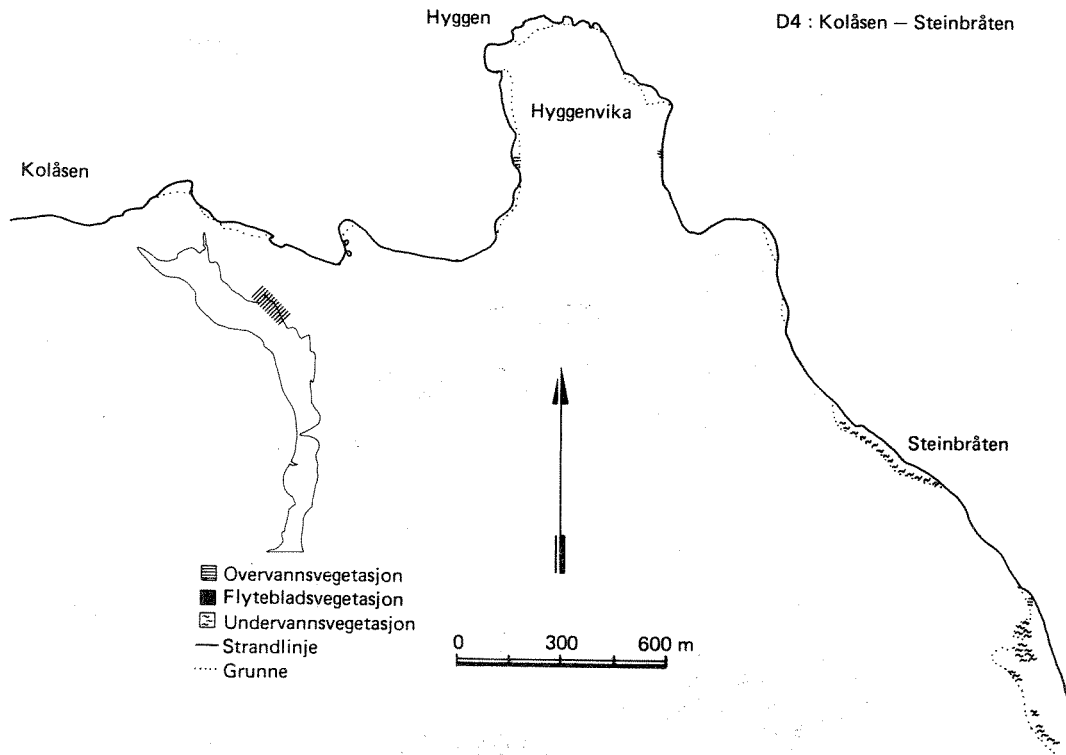 Hyggen
D4 : Kolåsen – Steinbråten
Hyggenvika
Kolåsen
Steinbråten
Overvannsvegetasjon
Flytebladsvegetasjon
Undervannsvegetasjon
Strandlinje
Grunne
0 300 600 m